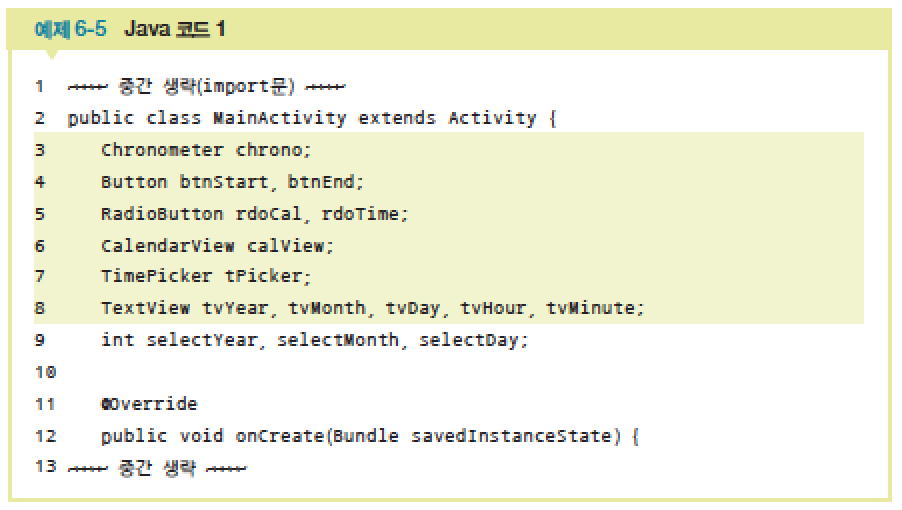 예제 6-5 Java 코드 1
1 ~~~~ 중간 생략(import문) ~~~~
2 public class MainActivity extends Activity {
3 Chronometer chrono;
4 Button btnStart, btnEnd;
5 RadioButton rdoCal, rdoTime;
6 CalendarView calView;
7 TimePicker tPicker;
8 TextView tvYear, tvMonth, tvDay, tvHour, tvMinute;
9 int selectYear, selectMonth, selectDay;
10
11 @Override
12 public void onCreate(Bundle savedInstanceState) {
13 ~~~~ 중간 생략 ~~~~